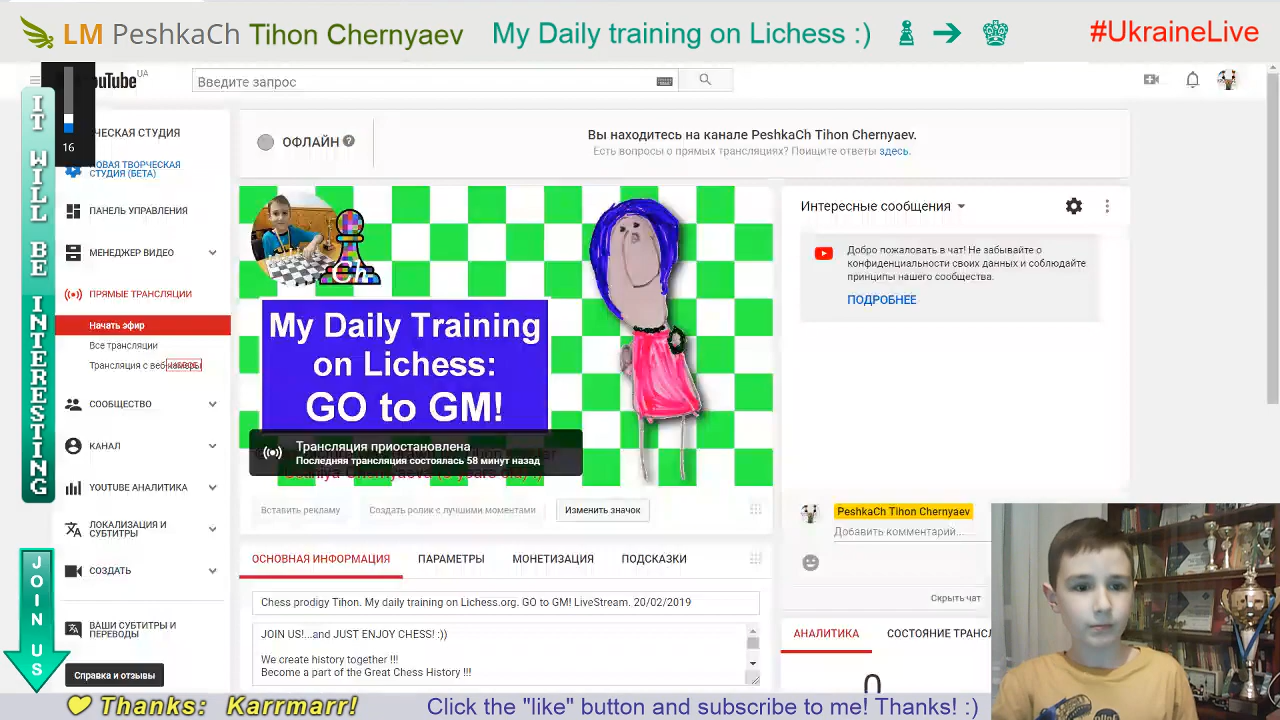 LM PeshkaCh Tihon Chernyaev
My Daily training on Lichess :)
#UkraineLive
YouTube UA
Введите запрос
IT WILL BE INTERESTING
16
НОВАЯ ТВОРЧЕСКАЯ
СТУДИЯ (БЕТА)
ПАНЕЛЬ УПРАВЛЕНИЯ
МЕНЕДЖЕР ВИДЕО
ПРЯМЫЕ ТРАНСЛЯЦИИ
Начать эфир
Все трансляции
Трансляция с веб-камеры
СООБЩЕСТВО
КАНАЛ
YOUTUBE АНАЛИТИКА
ЛОКАЛИЗАЦИЯ И
СУБТИТРЫ
СОЗДАТЬ
ВАШИ СУБТИТРЫ И
ПЕРЕВОДЫ
Справка и отзывы
JOIN US
ОФЛАЙН
Вы находитесь на канале PeshkaCh Tihon Chernyaev.
Есть вопросы о прямых трансляциях? Поищите ответы здесь.
Ch
My Daily Training
on Lichess:
GO to GM!
Трансляция приостановлена
Последняя трансляция состоялась 58 минут назад
Вставить рекламу
Создать ролик с лучшими моментами
Изменить значок
ОСНОВНАЯ ИНФОРМАЦИЯ
ПАРАМЕТРЫ
МОНЕТИЗАЦИЯ
ПОДСКАЗКИ
Chess prodigy Tihon. My daily training on Lichess.org. GO to GM! LiveStream. 20/02/2019
JOIN US!...and JUST ENJOY CHESS! :))
We create history together !!!
Become a part of the Great Chess History !!!
Интересные сообщения
Добро пожаловать в чат! Не забывайте о
конфиденциальности своих данных и соблюдайте
принципы нашего сообщества.
ПОДРОБНЕЕ
PeshkaCh Tihon Chernyaev
Добавить комментарий...
Скрыть чат
АНАЛИТИКА
СОСТОЯНИЕ
Thanks: Karrmarr!
Click the "like" button and subscribe to me! Thanks! :)